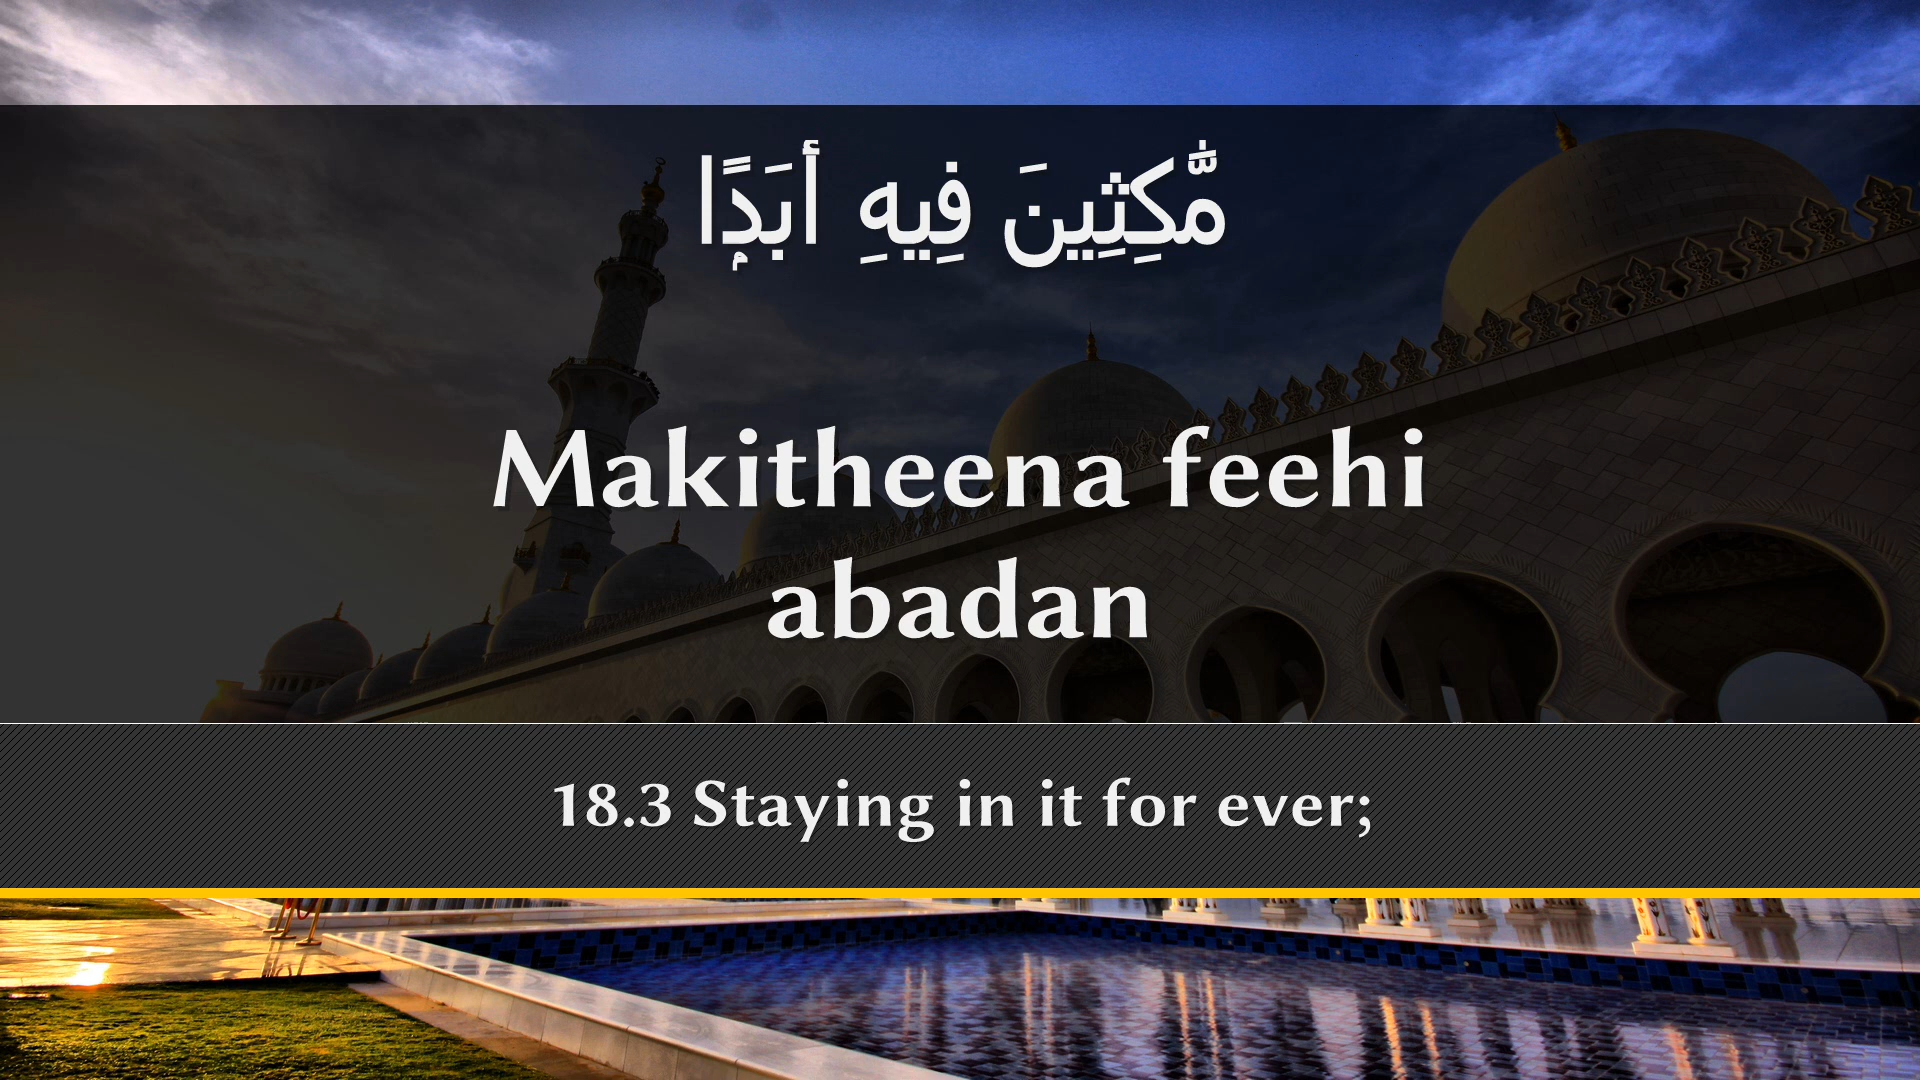 مَّكِثِينَ فِيهِ أَبَدًۭا
Makitheena feehi
abadan
18.3 Staying in it for ever;